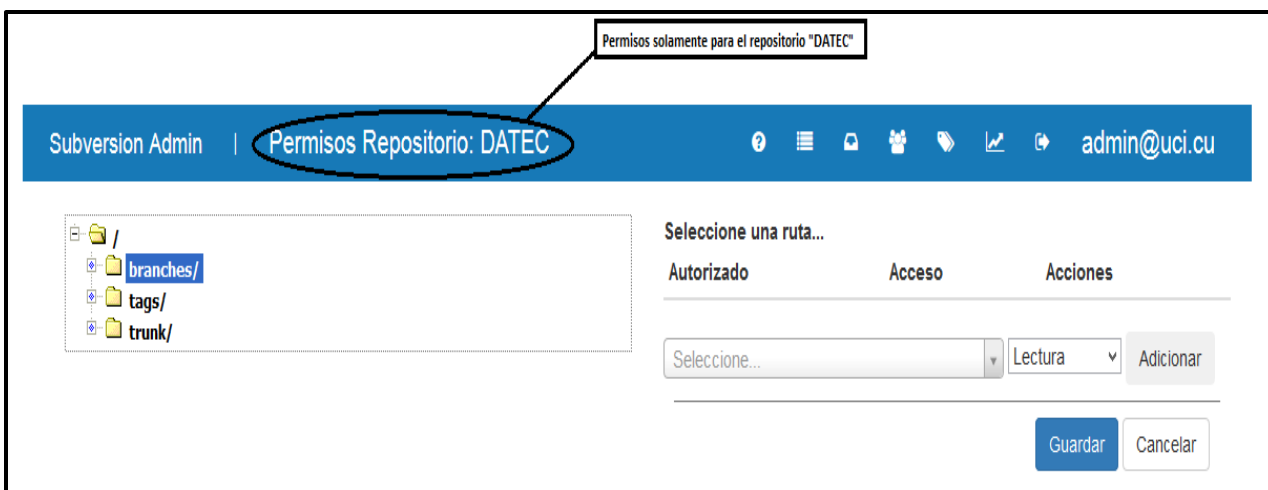 Permisos solamente para el repositorio "DATEC"
Subversion Admin | Permisos Repositorio: DATEC admin@uci.cu
/
branches/
tags/
trunk/
Seleccione una ruta...
Autorizado Acceso Acciones
Seleccione... Lectura Adicionar
Guardar Cancelar